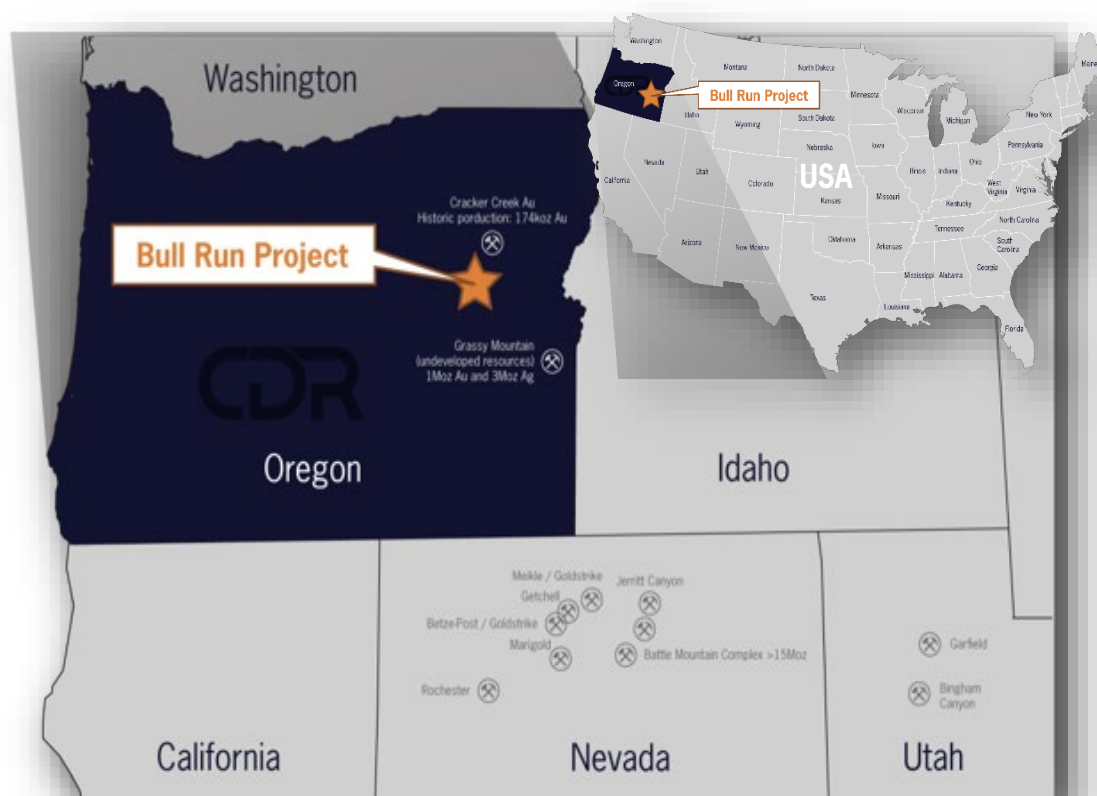 Washington
Cracker Creek Au
Historic porduction: 174koz Au
Bull Run Project
Grassy Mountain
(undeveloped resources)
1Moz Au and 3Moz Ag
CDR
Oregon
Idaho
Meikle / Goldstrike
Jerritt Canyon
Getchell
Betze-Post / Goldstrike
Marigold
Battle Mountain Complex >15Moz
Rochester
Garfield
Bingham
Canyon
California
Nevada
Utah
Washington
Montana
North Dakota
Minnesota
Maine
Oregon
Bull Run Project
Idaho
Wyoming
South Dakota
Wisconsin
Michigan
New York
Nebraska
Iowa
Pennsylvania
Nevada
Utah
Colorado
USA
Kansas
Illinois
Indiana
Ohio
West
Virginia
Virginia
California
Missouri
Kentucky
North Carolina
Tennessee
Arizona
New Mexico
Oklahoma
Arkansas
South
Carolina
Mississippi
Alabama
Georgia
Texas
Louisiana
Florida